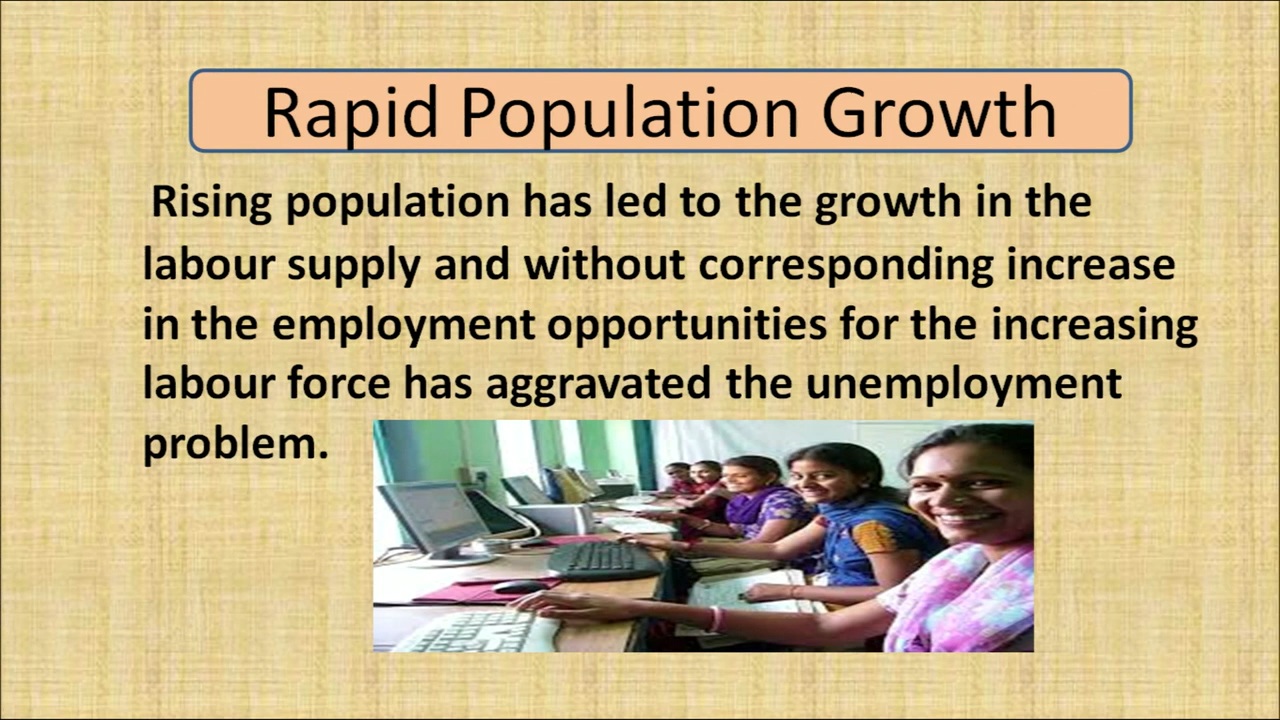 Rapid Population Growth
Rising population has led to the growth in the
labour supply and without corresponding increase
in the employment opportunities for the increasing
labour force has aggravated the unemployment
problem.